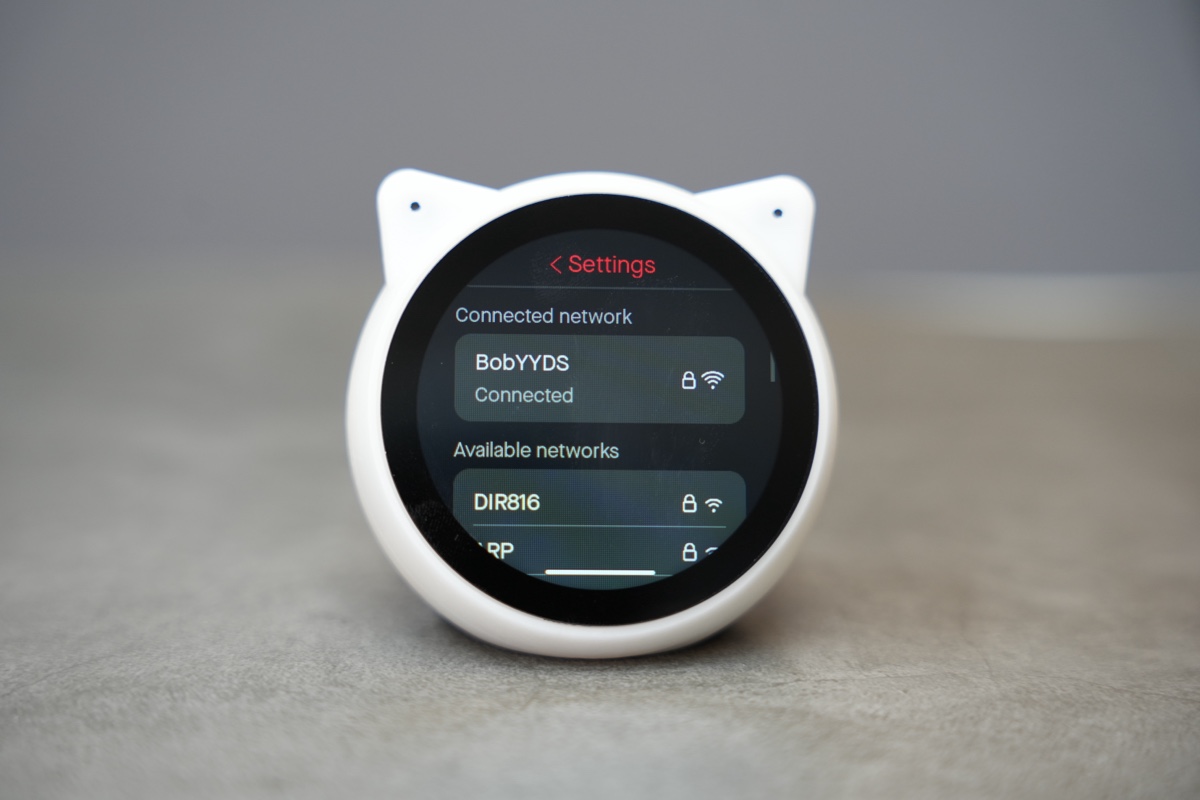 < Settings
Connected network
BobYYDS
Connected
Available networks
DIR816